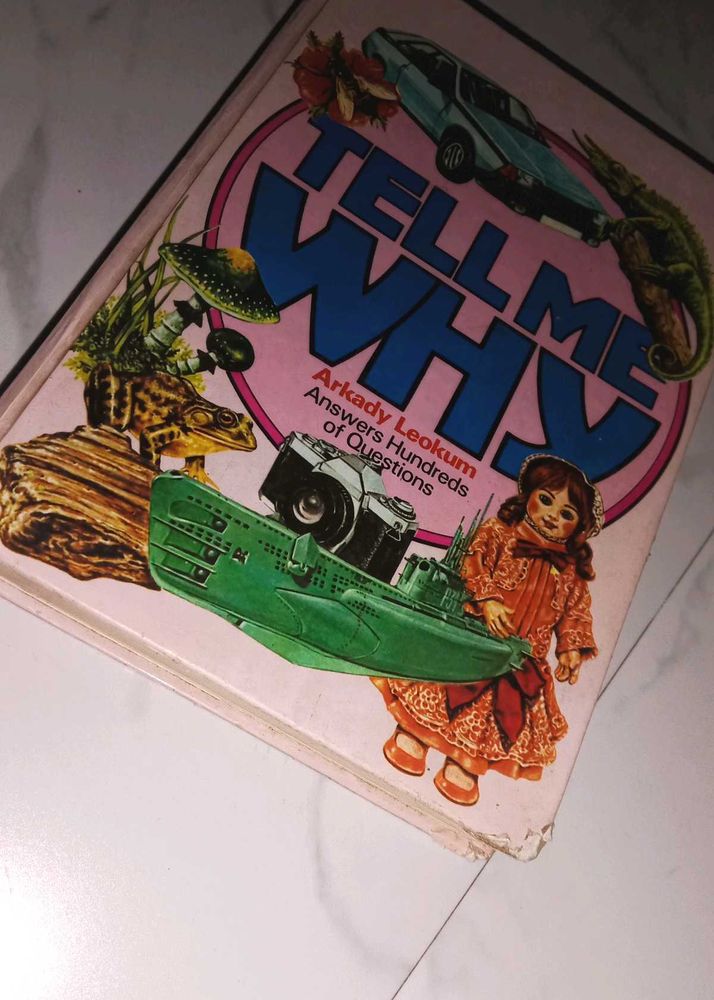 TELL ME
WHY
Arkady Leokum
Answers Hundreds
of Questions